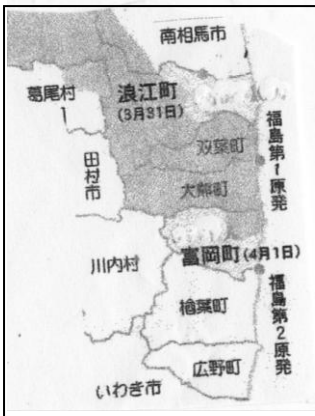 南相馬市
葛尾村
浪江町
(3月31日)
双葉町
福島第1原発
田村市
大熊町
富岡町(4月1日)
川内村
福島第2原発
楢葉町
広野町
いわき市